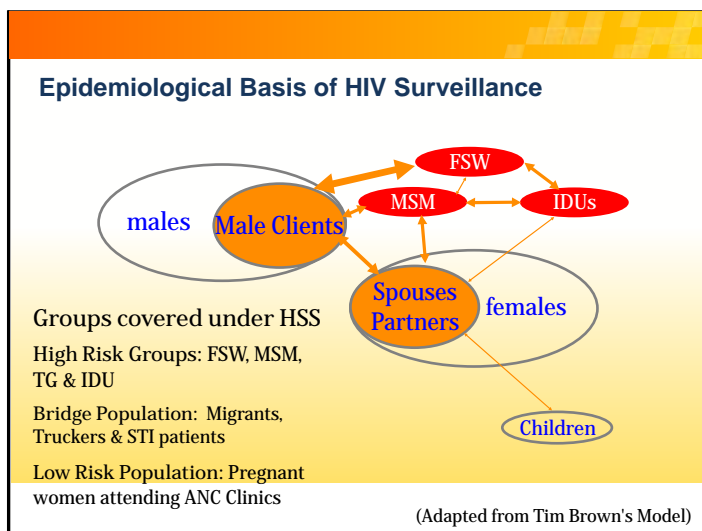 Epidemiological Basis of HIV Surveillance
FSW
MSM
IDUs
males
Male Clients
Spouses
Partners
females
Children
Groups covered under HSS
High Risk Groups: FSW, MSM,
TG & IDU
Bridge Population: Migrants,
Truckers & STI patients
Low Risk Population: Pregnant
women attending ANC Clinics
(Adapted from Tim Brown's Model)